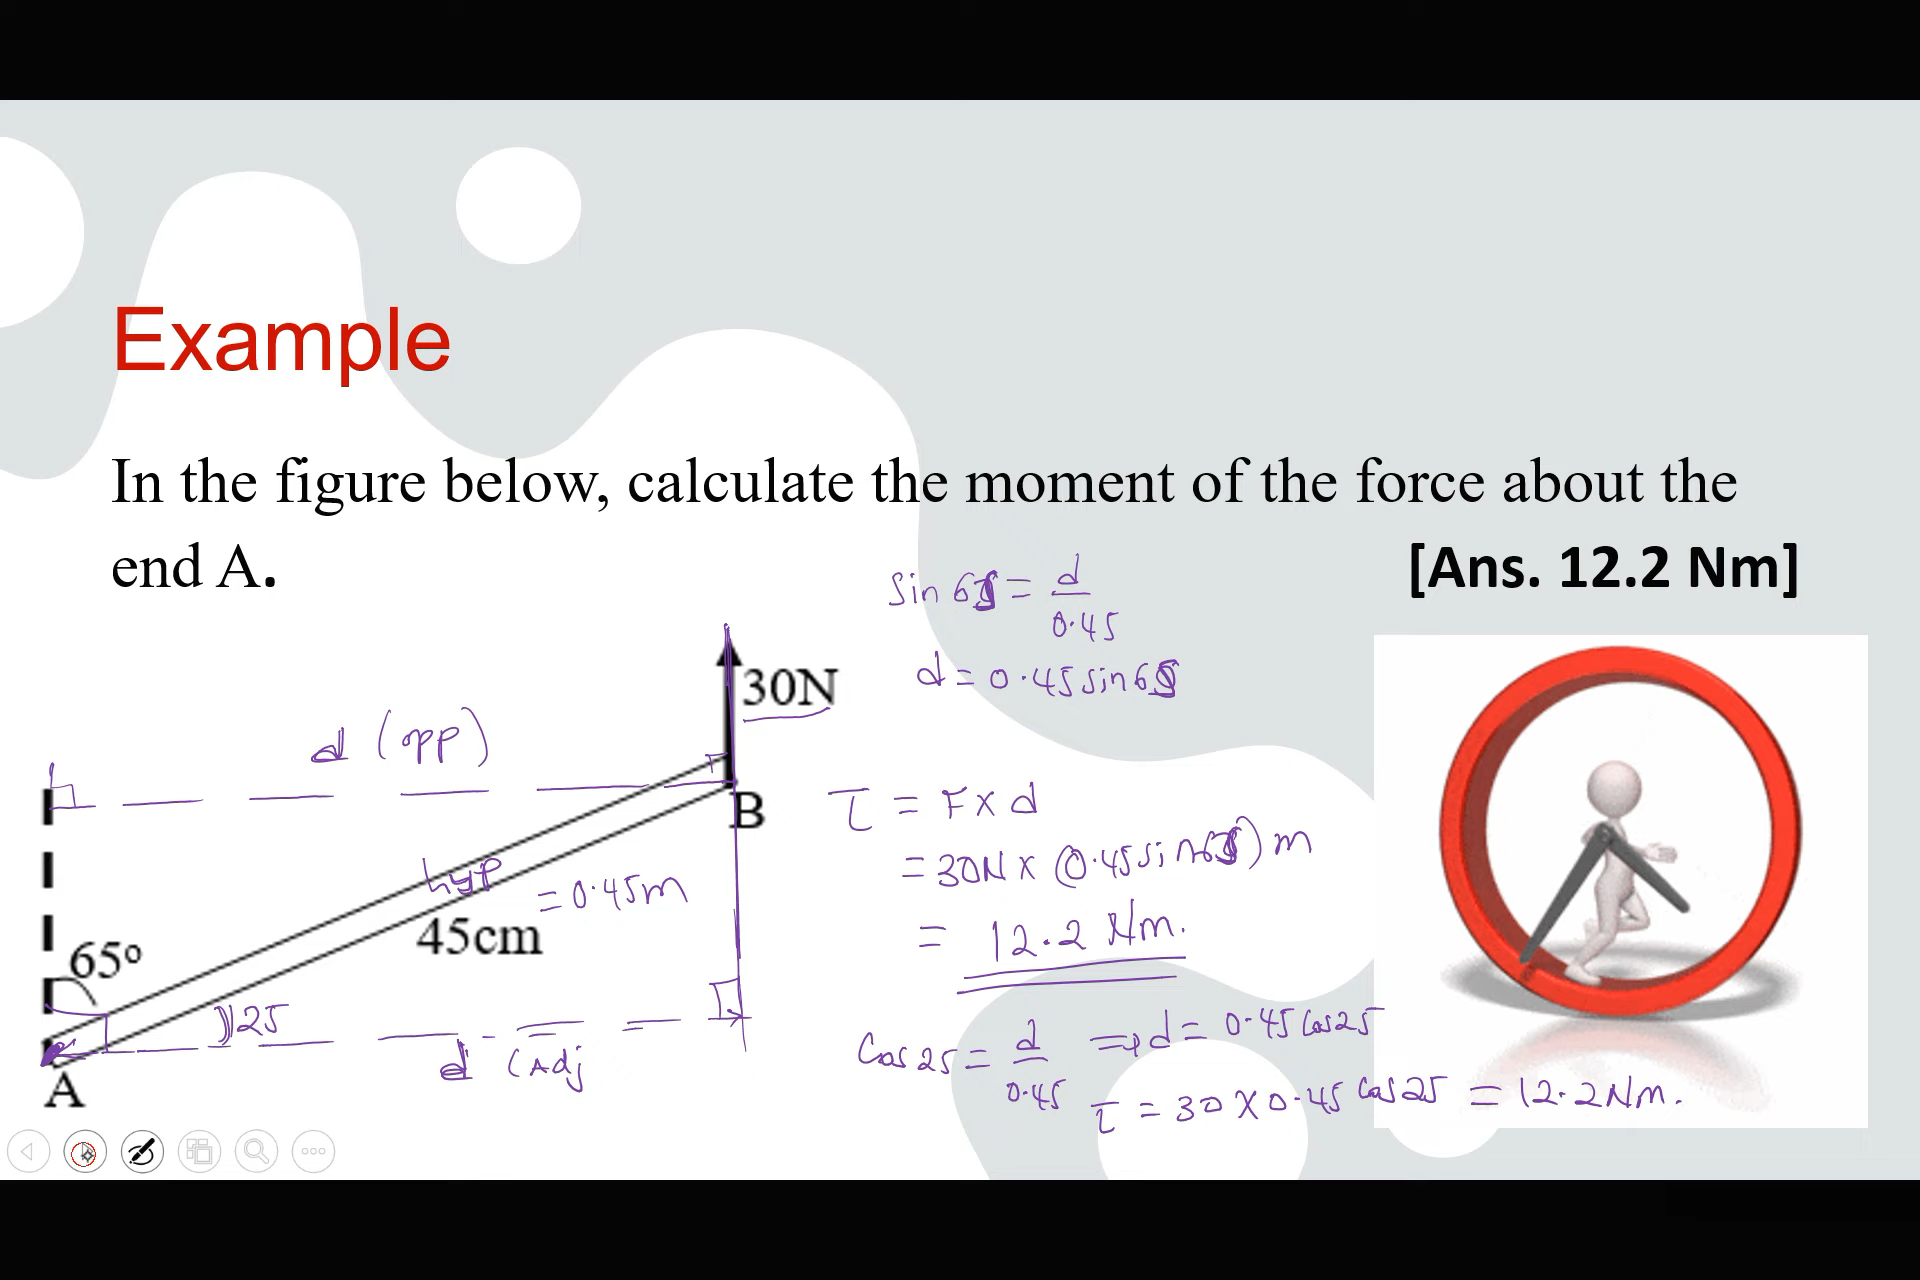 Example
In the figure below, calculate the moment of the force about the
end A. [Ans. 12.2 Nm]
sin 65 = d
0.45
d = 0.45 sin 65
30N
d (opp)
B
τ = F x d
= 30N x (0.45 sin 65) m
hyp
= 0.45m
45cm
= 12.2 Nm.
65°
25
d (Adj
A
Cos 25 = d
0.45
⇒ d = 0.45 Cos 25
τ = 30 x 0.45 Cos 25 = 12.2 Nm.